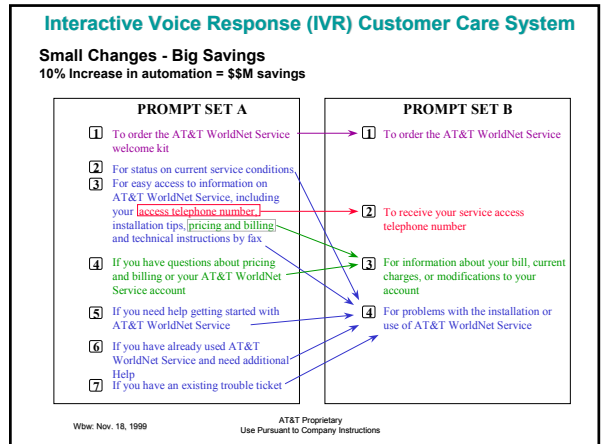 Interactive Voice Response (IVR) Customer Care System
Small Changes - Big Savings
10% Increase in automation = $$M savings
PROMPT SET A
1 To order the AT&T WorldNet Service
welcome kit
2 For status on current service conditions
3 For easy access to information on
AT&T WorldNet Service, including
your access telephone number,
installation tips, pricing and billing
and technical instructions by fax
4 If you have questions about pricing
and billing or your AT&T WorldNet
Service account
5 If you need help getting started with
AT&T WorldNet Service
6 If you have already used AT&T
WorldNet Service and need additional
Help
7 If you have an existing trouble ticket
PROMPT SET B
1 To order the AT&T WorldNet Service
2 To receive your service access
telephone number
3 For information about your bill, current
charges, or modifications to your
account
4 For problems with the installation or
use of AT&T WorldNet Service
Wbw: Nov. 18, 1999
AT&T Proprietary
Use Pursuant to Company Instructions